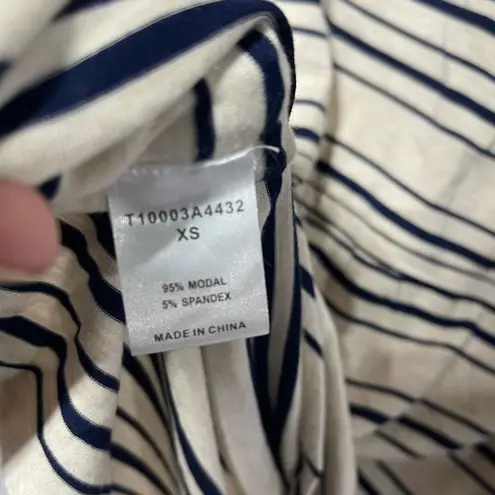 T10003A4432
XS
95% MODAL
5% SPANDEX
MADE IN CHINA